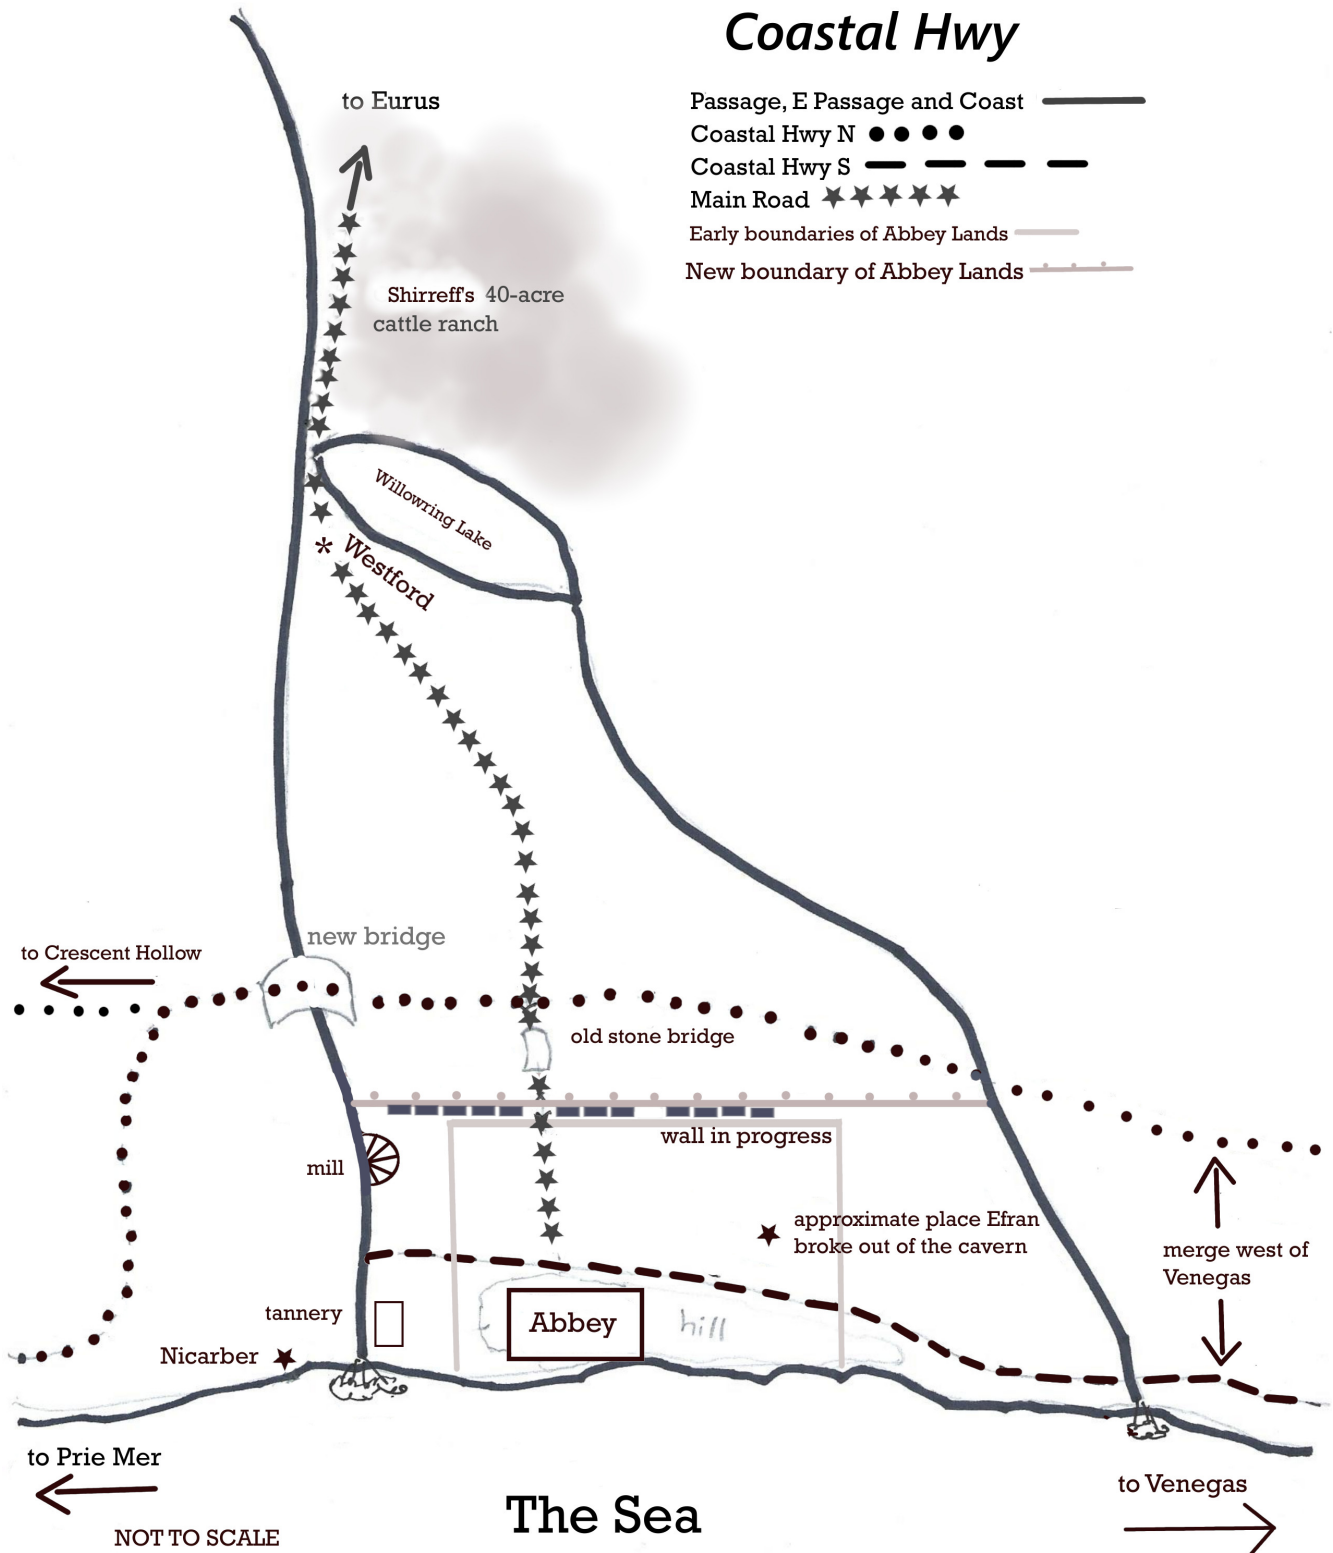 Coastal Hwy
to Eurus
Passage, E Passage and Coast
Coastal Hwy N
Coastal Hwy S
Main Road
Early boundaries of Abbey Lands
New boundary of Abbey Lands
Shirreff's 40-acre
cattle ranch
Willowring Lake
* Westford
new bridge
to Crescent Hollow
old stone bridge
wall in progress
mill
approximate place Efran
broke out of the cavern
merge west of
Venegas
tannery
Abbey
hill
Nicarber
to Prie Mer
to Venegas
The Sea
NOT TO SCALE